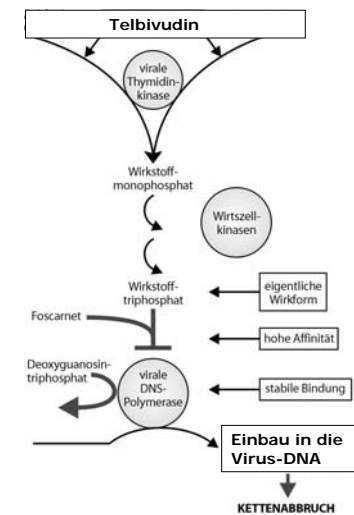 Telbivudin
virale
Thymidin-
kinase
Wirkstoff-
monophosphat
Wirtszell-
kinasen
Wirkstoff-
triphosphat
eigentliche
Wirkform
Foscarnet
hohe Affinität
Deoxyguanosin-
triphosphat
virale
DNS-
Polymerase
stabile Bindung
Einbau in die
Virus-DNA
KETTENABBRUCH